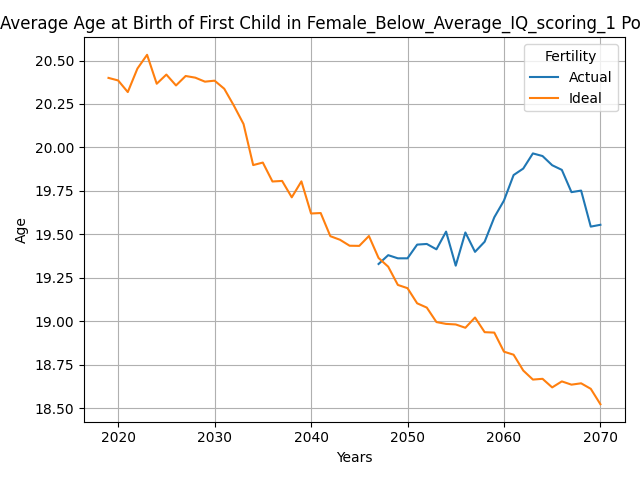 Average Age at Birth of First Child in Female_Below_Average_IQ_scoring_1 Po
Fertility
Actual
Ideal
20.50
20.25
20.00
19.75
19.50
19.25
19.00
18.75
18.50
Age
2020 2030 2040 2050 2060 2070
Years